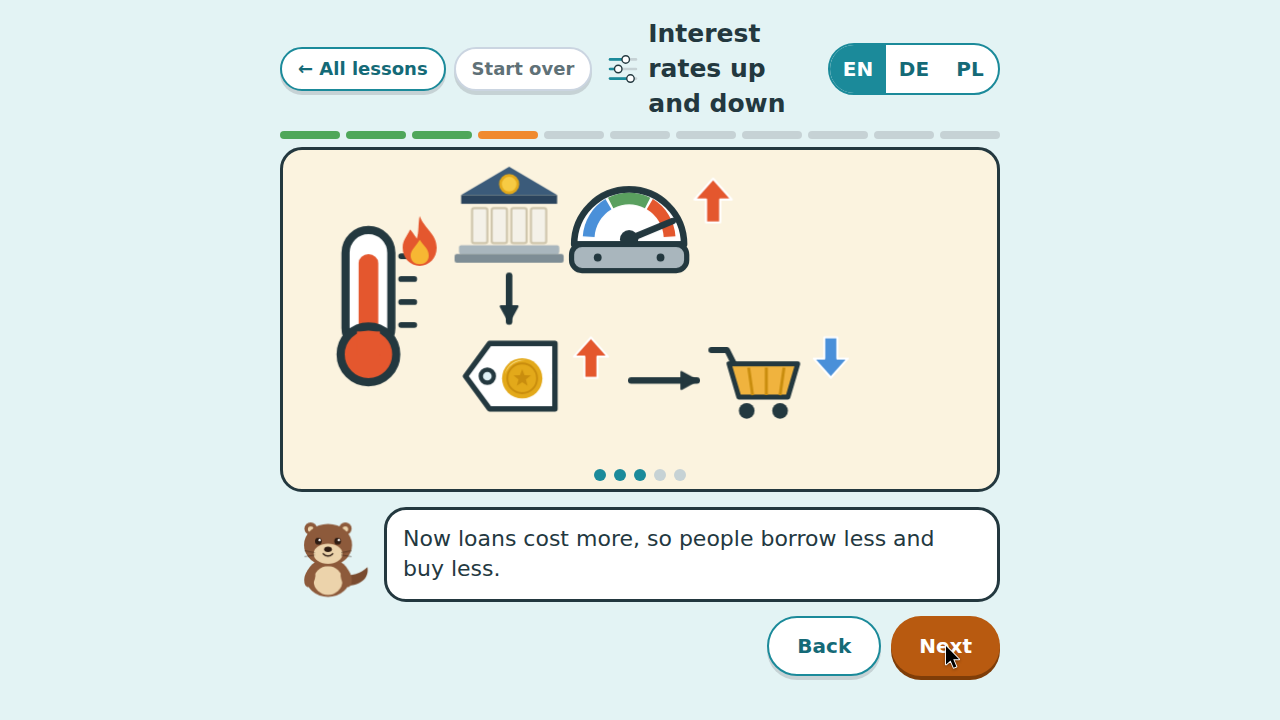 ← All lessons
Start over
Interest
rates up
and down
EN
DE
PL
Now loans cost more, so people borrow less and
buy less.
Back
Next